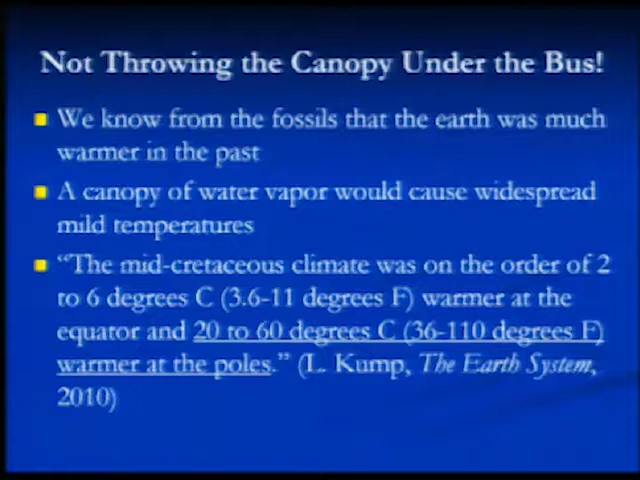 Not Throwing the Canopy Under the Bus!
We know from the fossils that the earth was much
warmer in the past
A canopy of water vapor would cause widespread
mild temperatures
"The mid-cretaceous climate was on the order of 2
to 6 degrees C (3.6-11 degrees F) warmer at the
equator and 20 to 60 degrees C (36-110 degrees F)
warmer at the poles." (L. Kump, The Earth System,
2010)